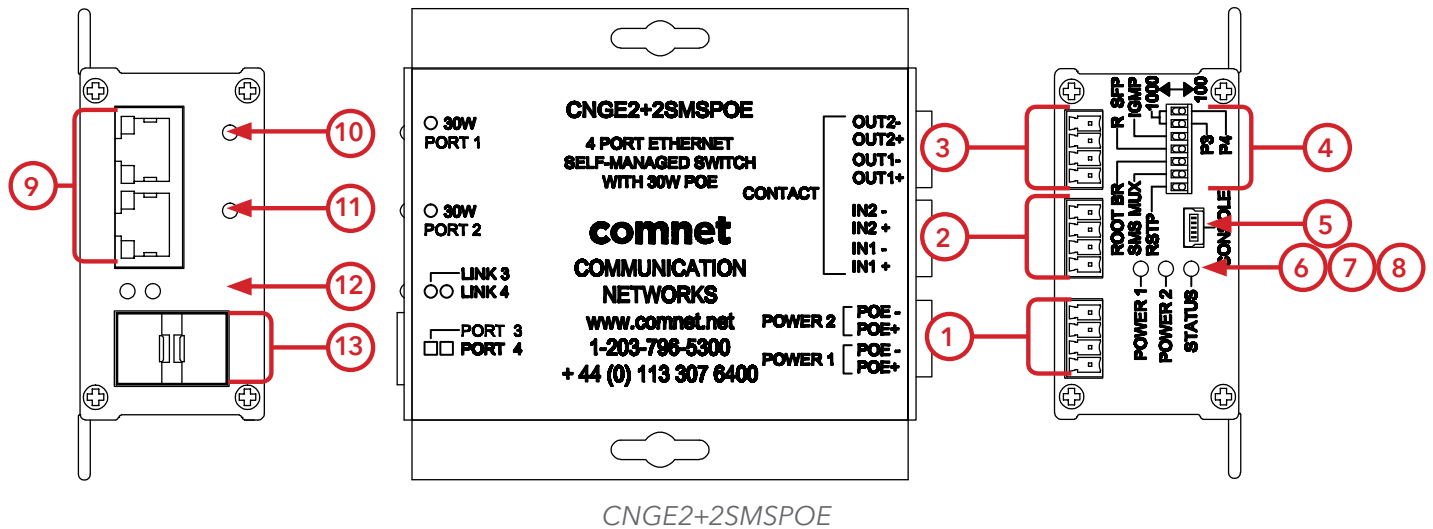 9
10
11
12
13
CNGE2+2SMSPOE
4 PORT ETHERNET
SELF-MANAGED SWITCH
WITH 30W POE
comnet
COMMUNICATION
NETWORKS
www.comnet.net
1-203-796-5300
+ 44 (0) 113 307 6400
30W
PORT 1
30W
PORT 2
LINK 3
LINK 4
PORT 3
PORT 4
CONTACT
OUT2-
OUT2+
OUT1-
OUT1+
IN2 -
IN2 +
IN1 -
IN1 +
POWER 2
POE -
POE+
POWER 1
POE -
POE+
3
2
1
R SFP
IGMP
1000
100
P3
P4
ROOT BR
SMS MUX
RSTP
CONSOLE
POWER 1
POWER 2
STATUS
4
5
6 7 8
CNGE2+2SMSPOE